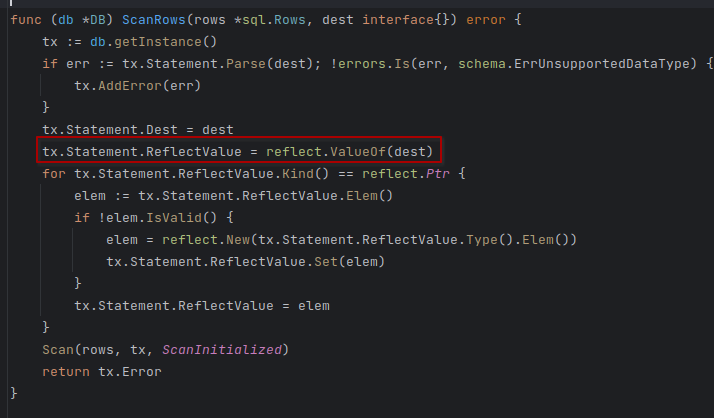 func (db *DB) ScanRows(rows *sql.Rows, dest interface{}) error {
    tx := db.getInstance()
    if err := tx.Statement.Parse(dest); !errors.Is(err, schema.ErrUnsupportedDataType) {
        tx.AddError(err)
    }
    tx.Statement.Dest = dest
    tx.Statement.ReflectValue = reflect.ValueOf(dest)
    for tx.Statement.ReflectValue.Kind() == reflect.Ptr {
        elem := tx.Statement.ReflectValue.Elem()
        if !elem.IsValid() {
            elem = reflect.New(tx.Statement.ReflectValue.Type().Elem())
            tx.Statement.ReflectValue.Set(elem)
        }
        tx.Statement.ReflectValue = elem
    }
    Scan(rows, tx, ScanInitialized)
    return tx.Error
}